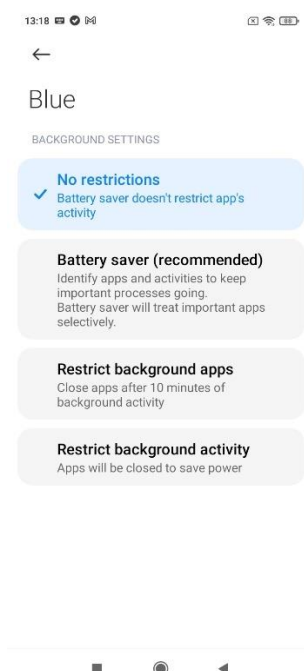 13:18
Blue
BACKGROUND SETTINGS
No restrictions
Battery saver doesn't restrict app's
activity
Battery saver (recommended)
Identify apps and activities to keep
important processes going.
Battery saver will treat important apps
selectively.
Restrict background apps
Close apps after 10 minutes of
background activity
Restrict background activity
Apps will be closed to save power